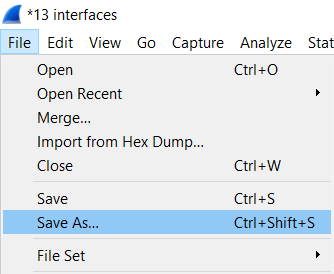 *13 interfaces
File Edit View Go Capture Analyze Stat
Open Ctrl+O
Open Recent
Merge...
Import from Hex Dump...
Close Ctrl+W
Save Ctrl+S
Save As... Ctrl+Shift+S
File Set